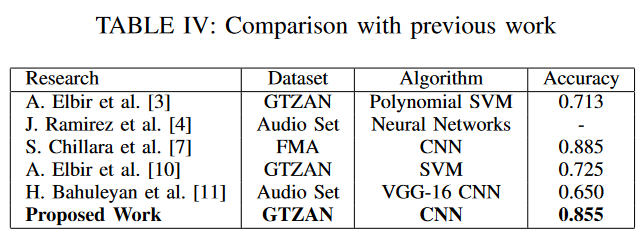 TABLE IV: Comparison with previous work
Research Dataset Algorithm Accuracy
A. Elbir et al. [3] GTZAN Polynomial SVM 0.713
J. Ramirez et al. [4] Audio Set Neural Networks -
S. Chillara et al. [7] FMA CNN 0.885
A. Elbir et al. [10] GTZAN SVM 0.725
H. Bahuleyan et al. [11] Audio Set VGG-16 CNN 0.650
Proposed Work GTZAN CNN 0.855